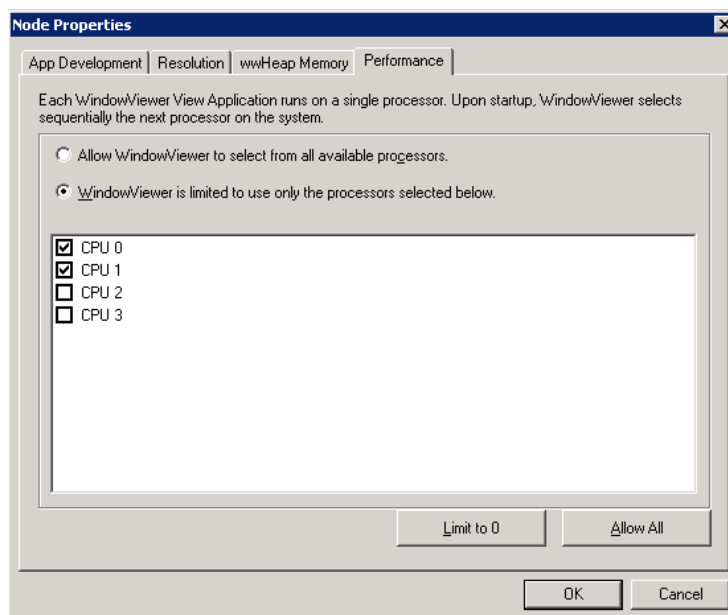 Node Properties
App Development Resolution wwHeap Memory Performance
Each WindowViewer View Application runs on a single processor. Upon startup, WindowViewer selects
sequentially the next processor on the system.
Allow WindowViewer to select from all available processors.
WindowViewer is limited to use only the processors selected below.
CPU 0
CPU 1
CPU 2
CPU 3
Limit to 0 Allow All
OK Cancel